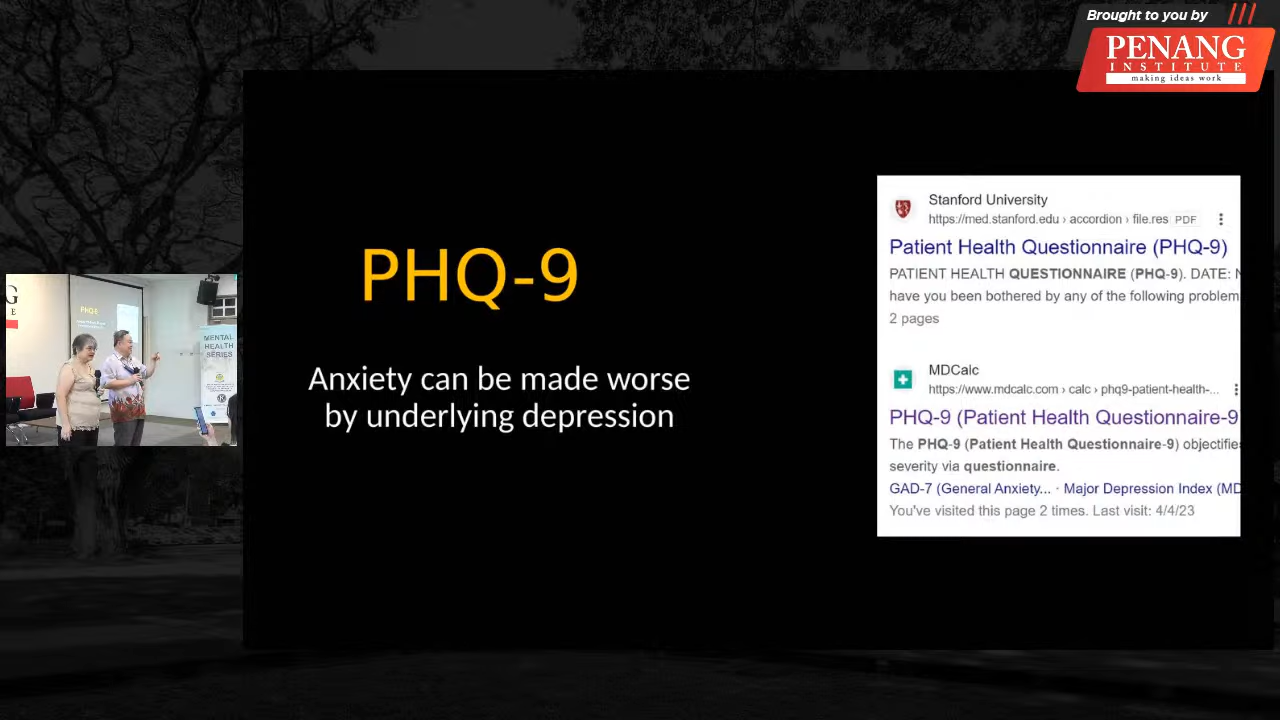 Brought to you by
PENANG
INSTITUTE
making ideas work
PHQ-9
Anxiety can be made worse
by underlying depression
Stanford University
https://med.stanford.edu › accordion › file.res PDF
Patient Health Questionnaire (PHQ-9)
PATIENT HEALTH QUESTIONNAIRE (PHQ-9). DATE:
have you been bothered by any of the following problem
2 pages
MDCalc
https://www.mdcalc.com › calc › phq9-patient-health-...
PHQ-9 (Patient Health Questionnaire-9
The PHQ-9 (Patient Health Questionnaire-9) objectifie
severity via questionnaire.
GAD-7 (General Anxiety... · Major Depression Index (MD
You've visited this page 2 times. Last visit: 4/4/23
G
MENTAL
HEALTH
SERIES